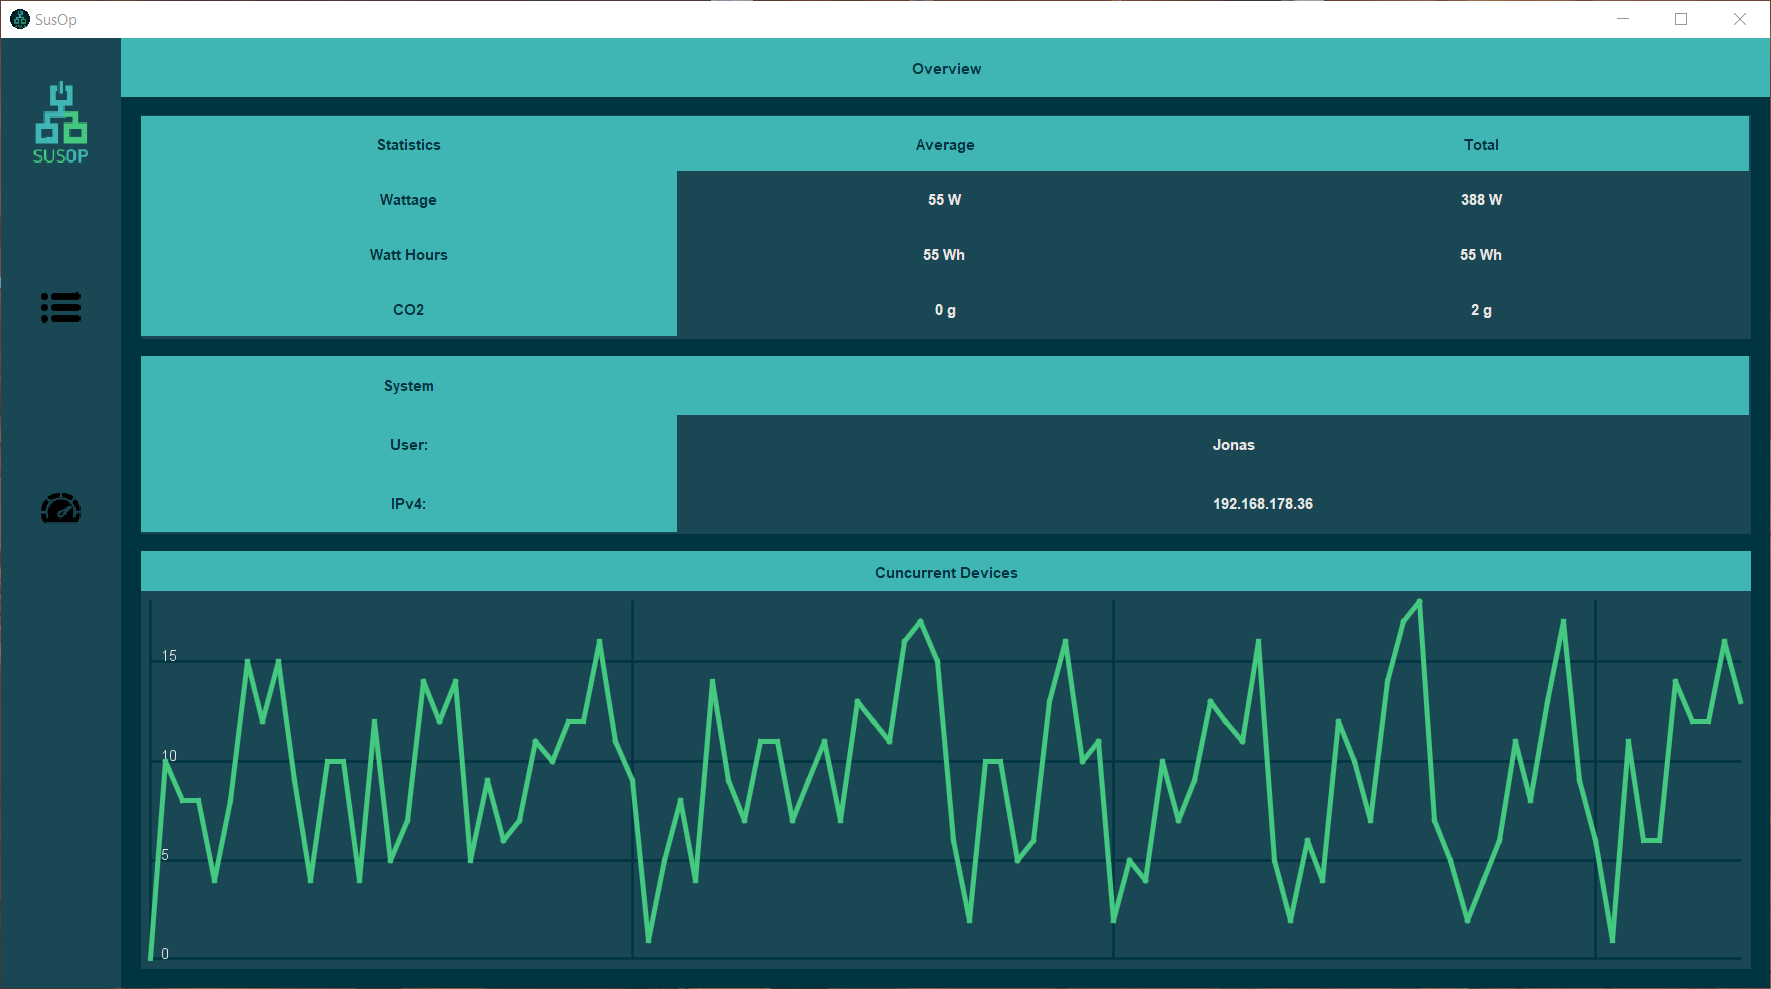 SusOp
SUSOP
Overview
Statistics Average Total
Wattage 55 W 388 W
Watt Hours 55 Wh 55 Wh
CO2 0 g 2 g
System
User: Jonas
IPv4: 192.168.178.36
Cuncurrent Devices
15
10
5
0